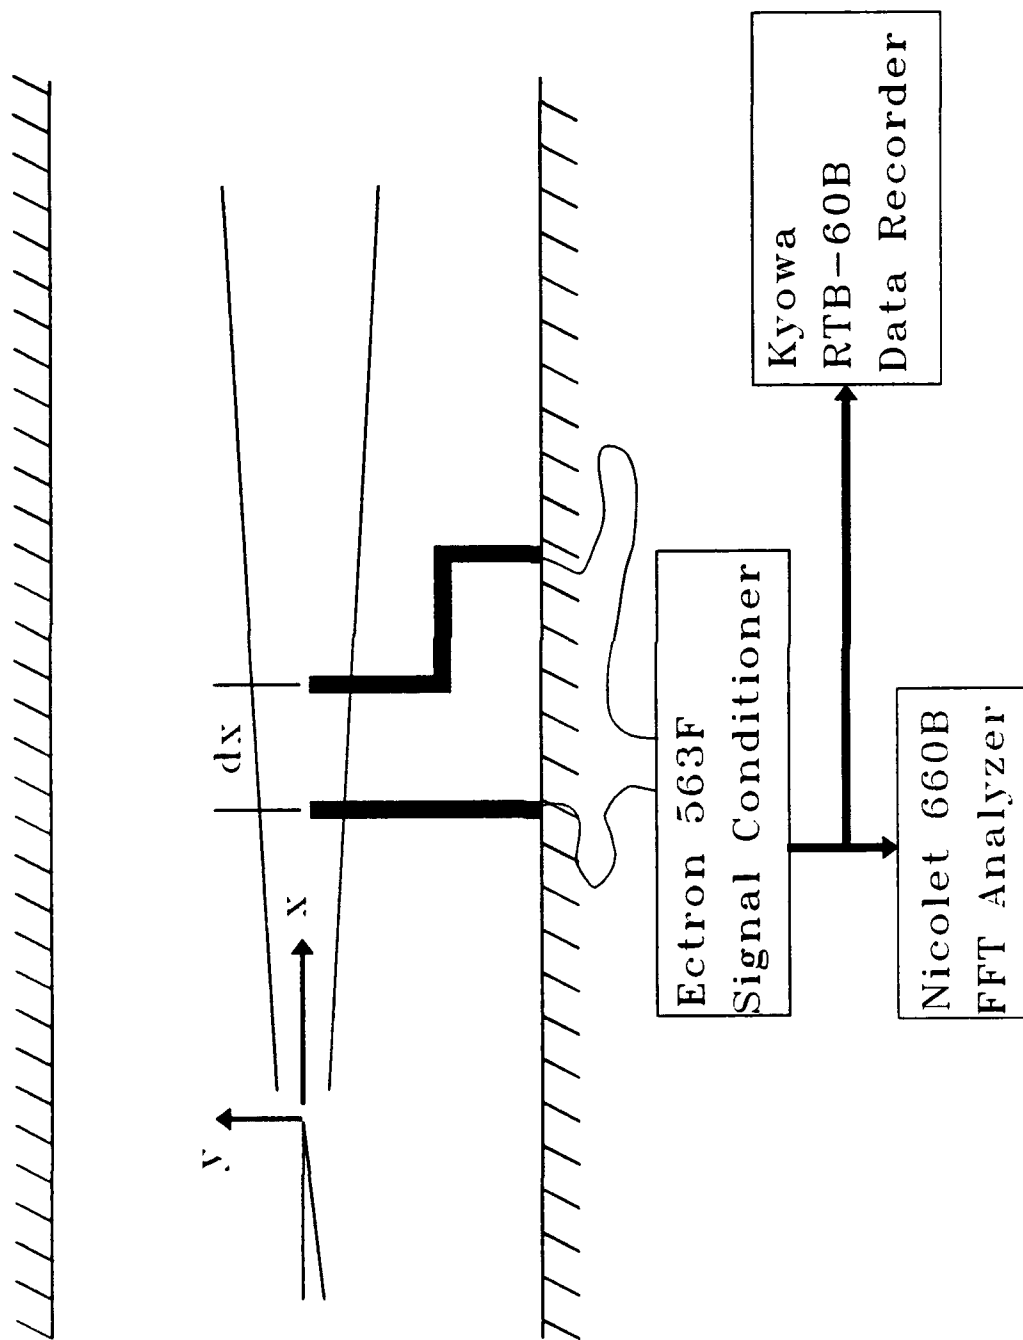 y
x
dx
Ectron 563F
Signal Conditioner
Nicolet 660B
FFT Analyzer
Kyowa
RTB-60B
Data Recorder